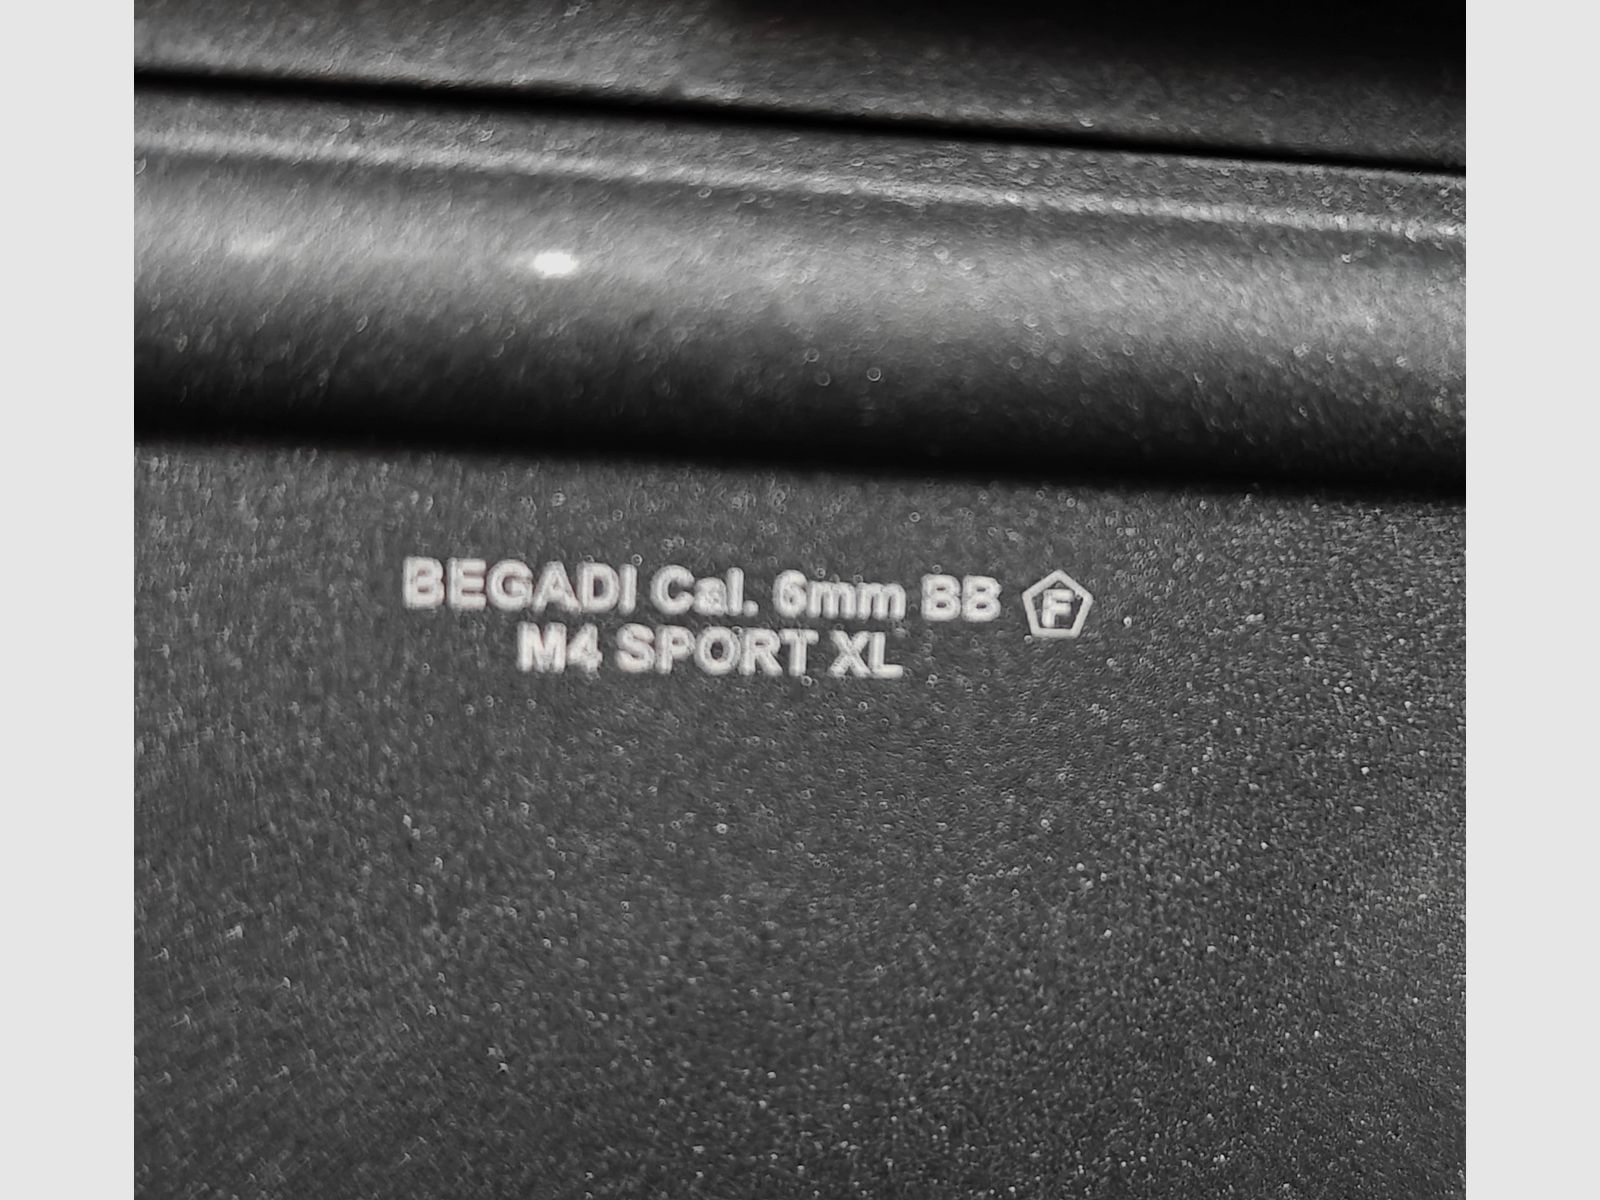 BEGADI Cal. 6mm BB F
M4 SPORT XL